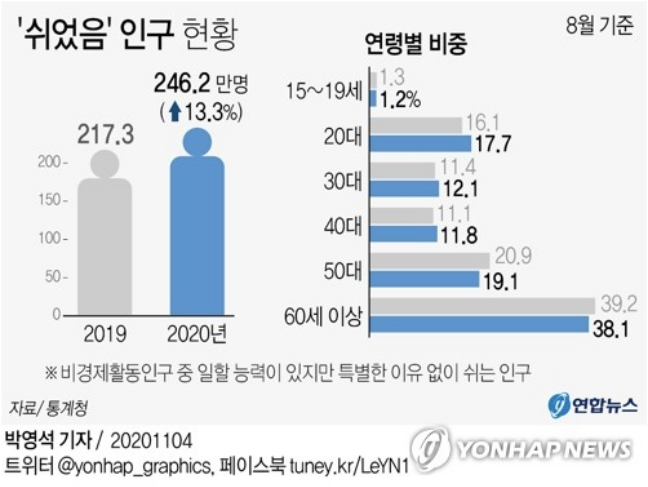 '쉬었음' 인구 현황
8월 기준
246.2 만명
(↑13.3%)
217.3
200-
150-
100-
50-
0-
2019
2020년
연령별 비중
15～19세
1.3
1.2%
20대
16.1
17.7
30대
11.4
12.1
40대
11.1
11.8
50대
20.9
19.1
60세 이상
39.2
38.1
※ 비경제활동인구 중 일할 능력이 있지만 특별한 이유 없이 쉬는 인구
자료/ 통계청
연합뉴스
박영석 기자 / 20201104
트위터 @yonhap_graphics, 페이스북 tuney.kr/LeYN1
YONHAP NEWS